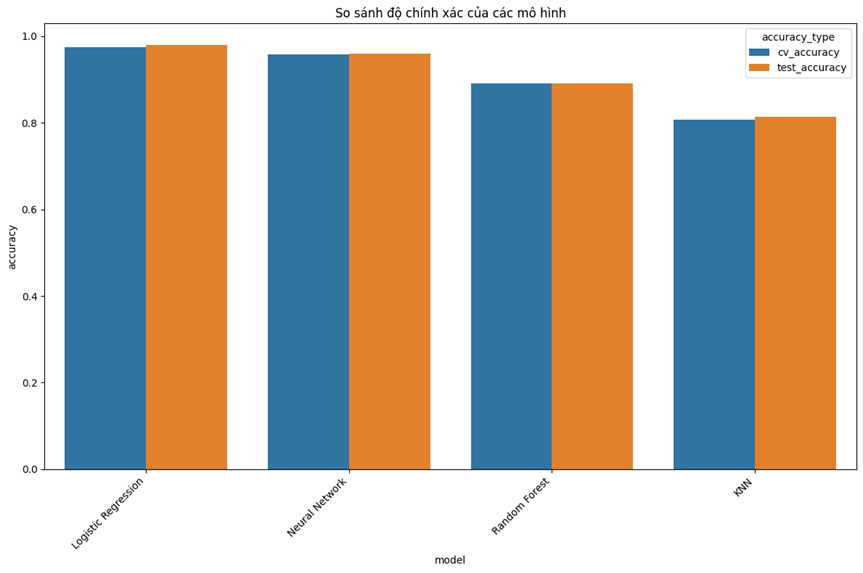 So sánh độ chính xác của các mô hình
accuracy_type
cv_accuracy
test_accuracy
accuracy
1.0
0.8
0.6
0.4
0.2
0.0
Logistic Regression
Neural Network
Random Forest
KNN
model